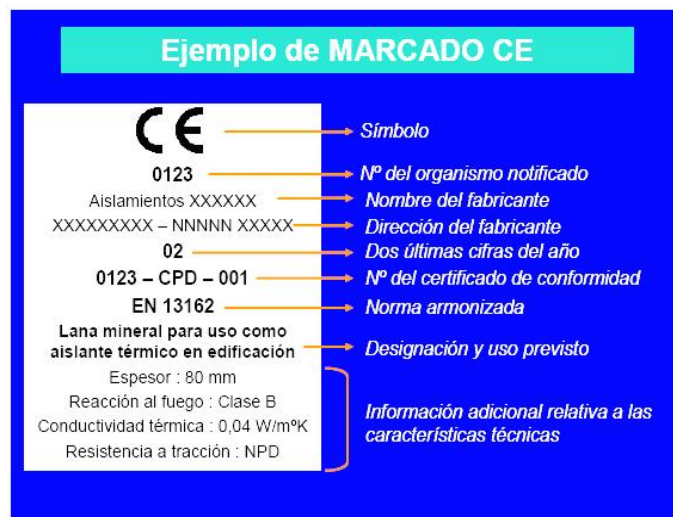 Ejemplo de MARCADO CE
CE
Símbolo
0123
Nº del organismo notificado
Aislamientos XXXXXX
Nombre del fabricante
XXXXXXXXX – NNNNN XXXXX
Dirección del fabricante
02
Dos últimas cifras del año
0123 – CPD – 001
Nº del certificado de conformidad
EN 13162
Norma armonizada
Lana mineral para uso como
aislante térmico en edificación
Designación y uso previsto
Espesor : 80 mm
Reacción al fuego : Clase B
Conductividad térmica : 0,04 W/mºK
Resistencia a tracción : NPD
Información adicional relativa a las
características técnicas